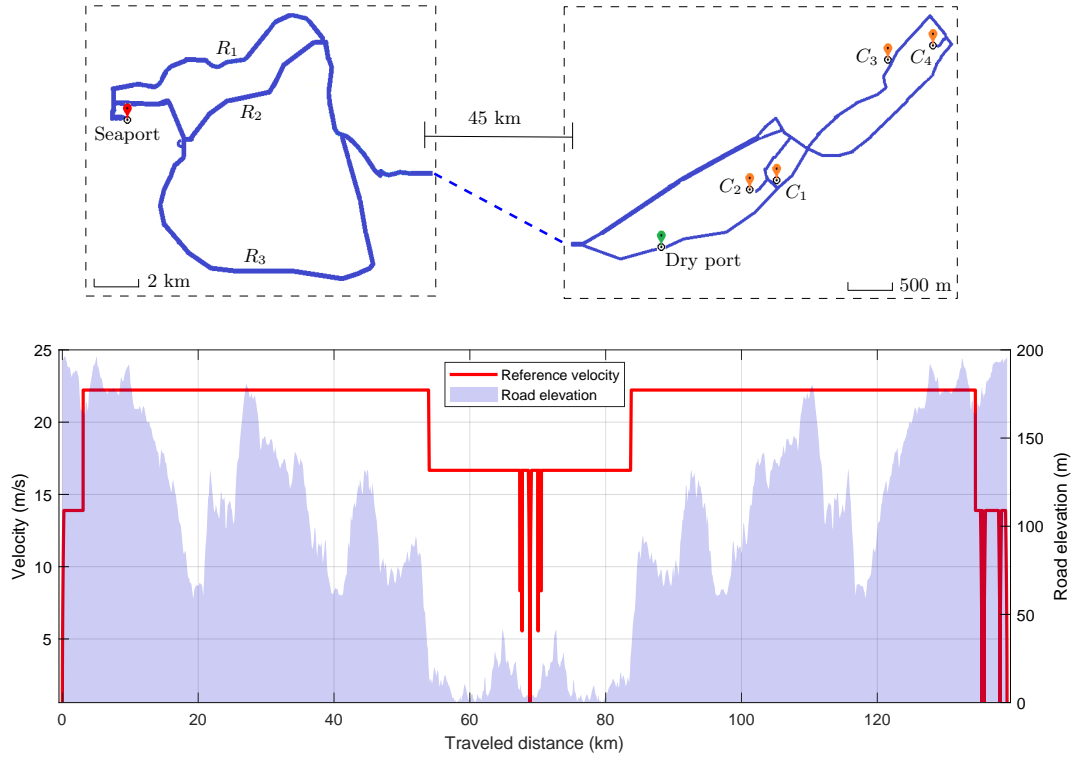 R1
R2
R3
Seaport
2 km
45 km
C3
C4
C2
C1
Dry port
500 m
25
20
15
10
5
Velocity (m/s)
Reference velocity
Road elevation
200
150
100
50
0
Road elevation (m)
0
20
40
60
80
100
120
Traveled distance (km)